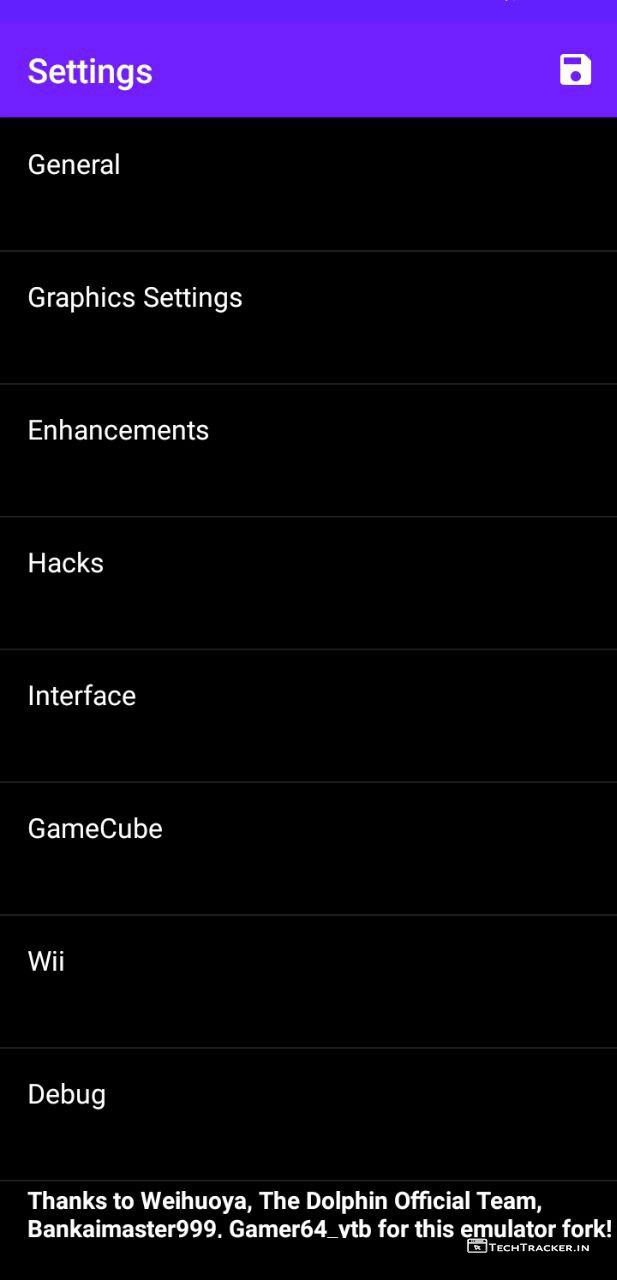 Settings
General
Graphics Settings
Enhancements
Hacks
Interface
GameCube
Wii
Debug
Thanks to Weihuoya, The Dolphin Official Team,
Bankaimaster999, Gamer64_ytb for this emulator fork!
TECHTRACKER.IN